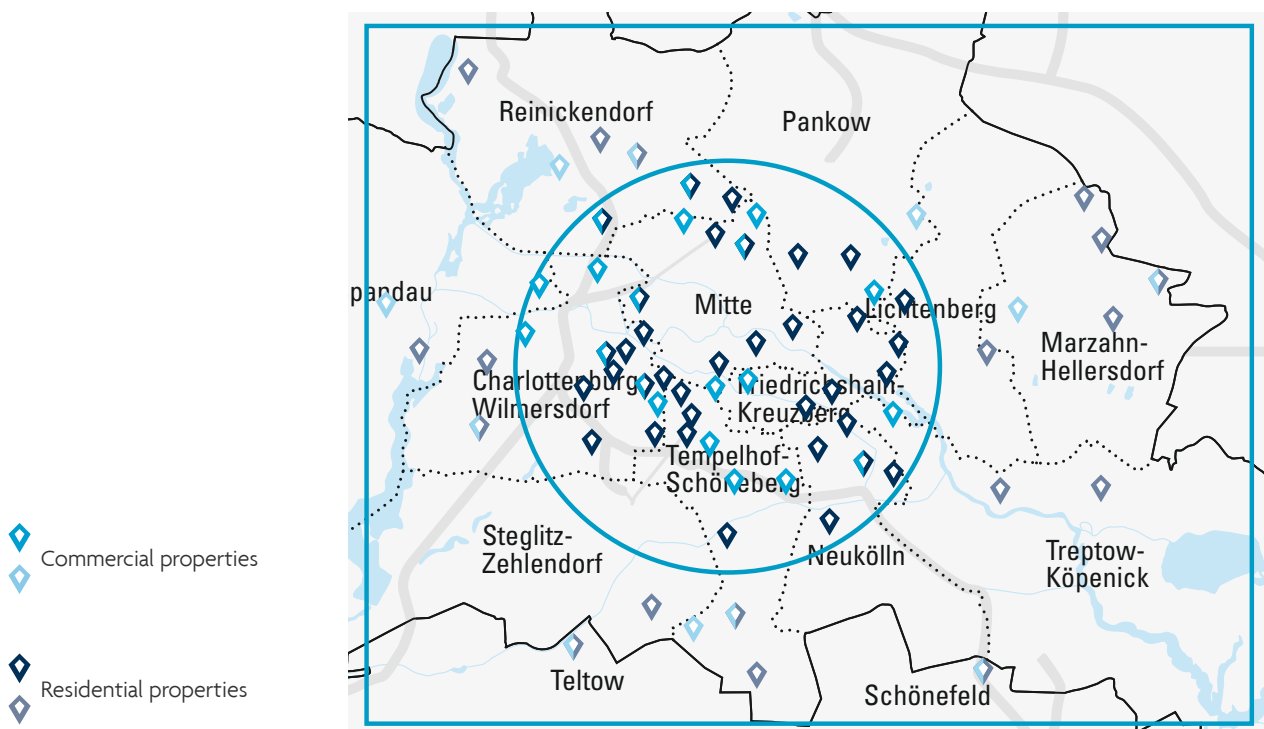 Reinickendorf
Pankow
pandau
Mitte
Lichtenberg
Marzahn-
Hellersdorf
Charlottenburg-
Wilmersdorf
Friedrichshain-
Kreuzberg
Tempelhof-
Schöneberg
Steglitz-
Zehlendorf
Neukölln
Treptow-
Köpenick
Teltow
Schönefeld
Commercial properties
Residential properties